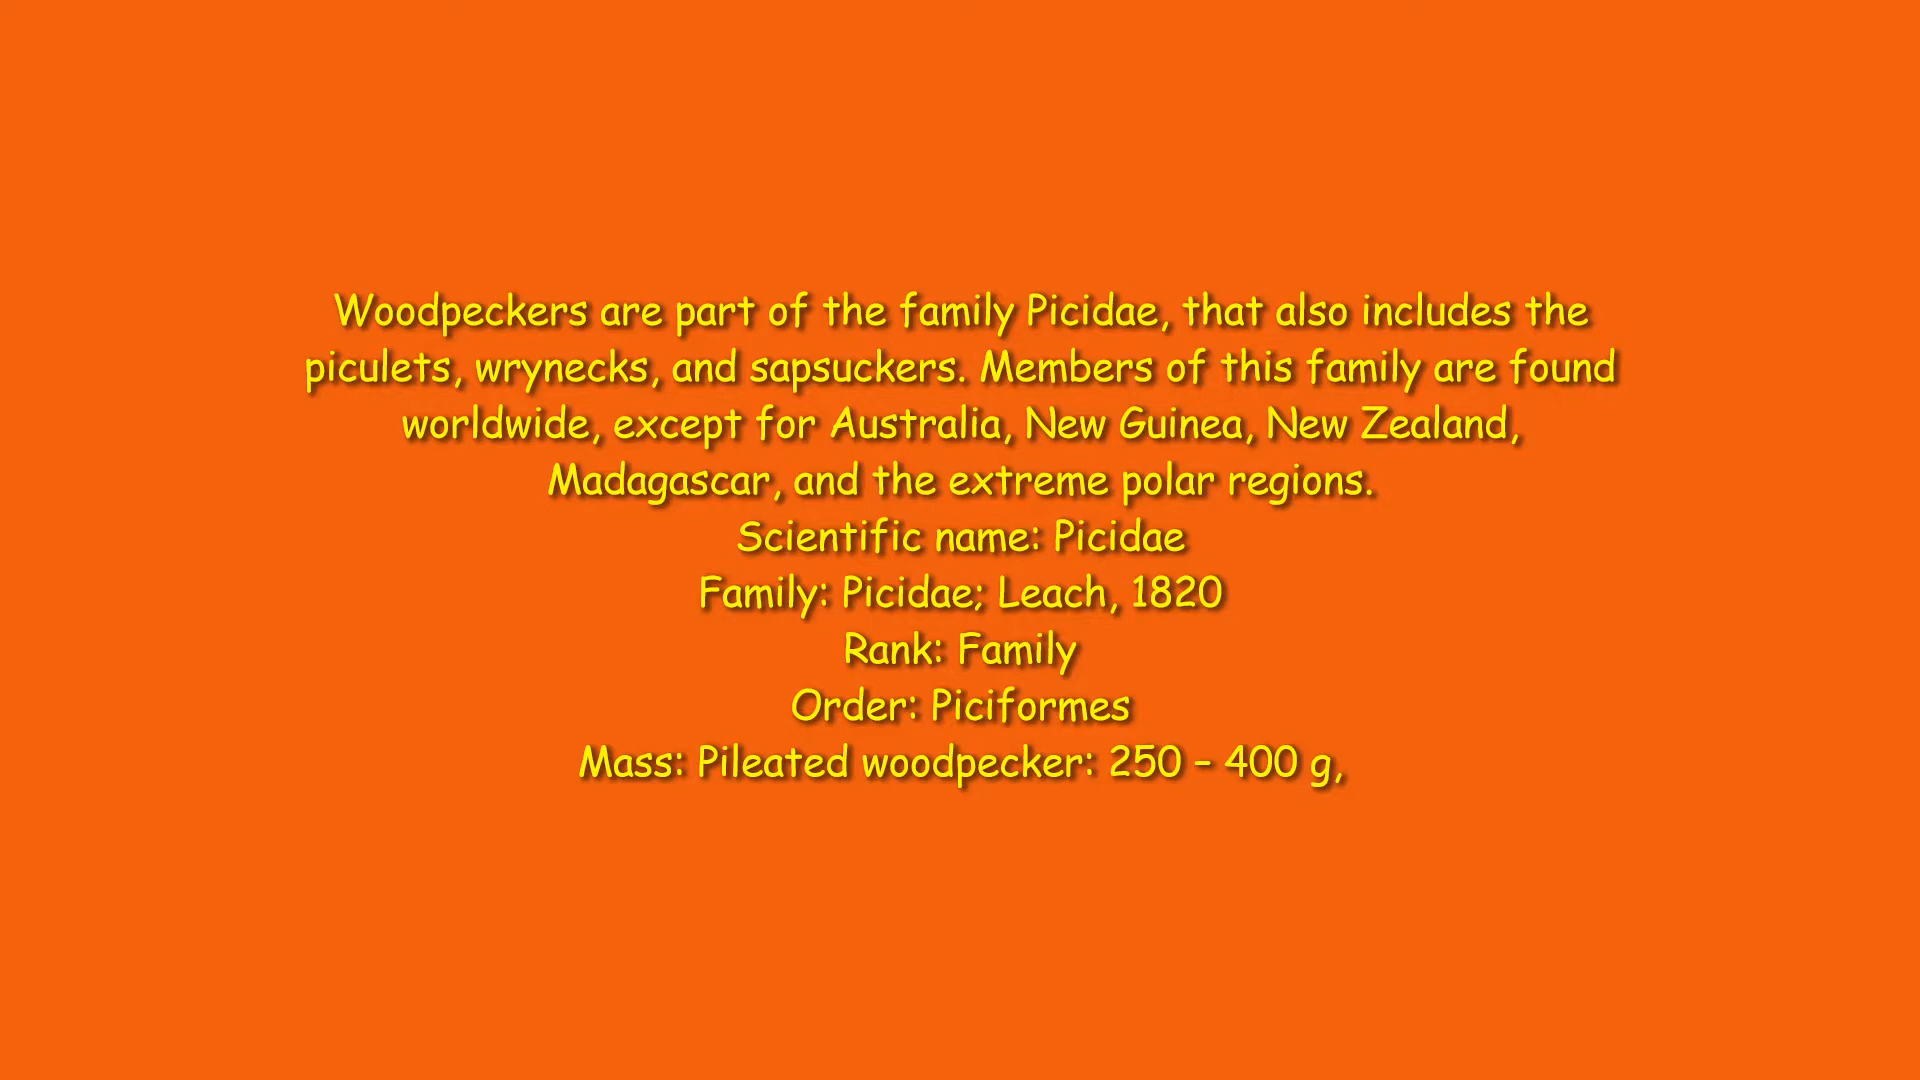 Woodpeckers are part of the family Picidae, that also includes the
piculets, wrynecks, and sapsuckers. Members of this family are found
worldwide, except for Australia, New Guinea, New Zealand,
Madagascar, and the extreme polar regions.
Scientific name: Picidae
Family: Picidae; Leach, 1820
Rank: Family
Order: Piciformes
Mass: Pileated woodpecker: 250 – 400 g,